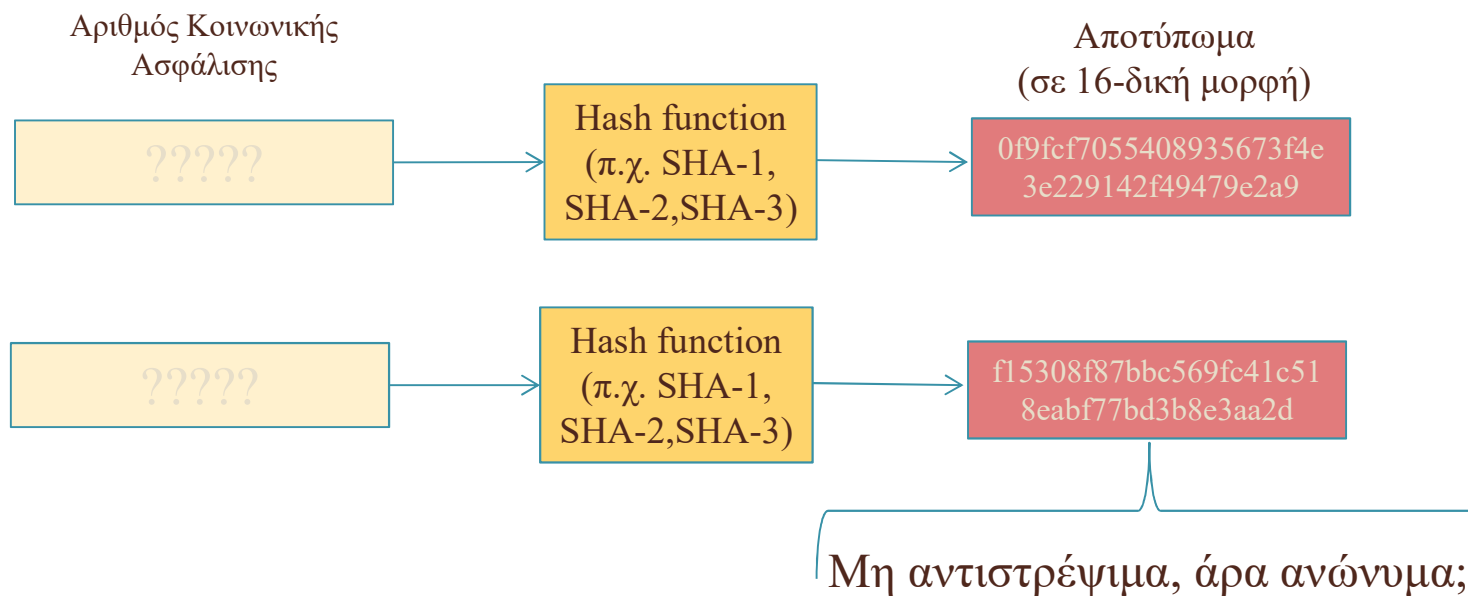 Αριθμός Κοινωνικής
Ασφάλισης
Αποτύπωμα
(σε 16-δική μορφή)
?????
Hash function
(π.χ. SHA-1,
SHA-2,SHA-3)
0f9fcf7055408935673f4e
3e229142f49479e2a9
?????
Hash function
(π.χ. SHA-1,
SHA-2,SHA-3)
f15308f87bbc569fc41c51
8eabf77bd3b8e3aa2d
Μη αντιστρέψιμα, άρα ανώνυμα;